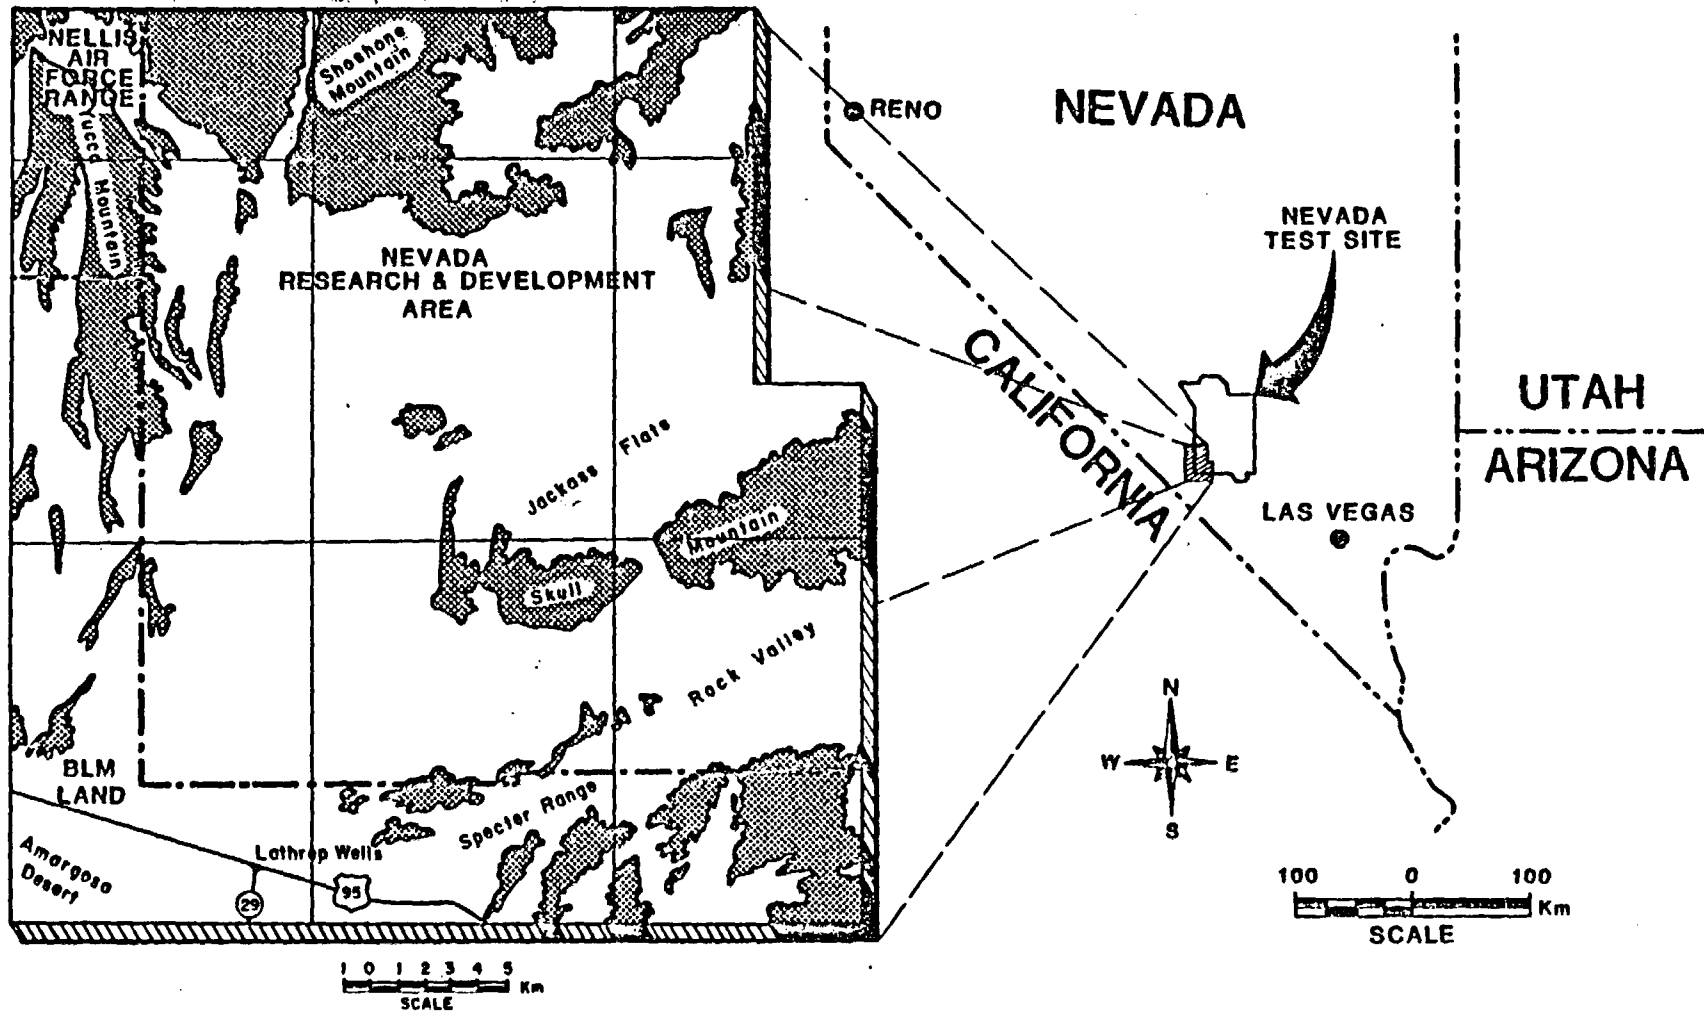 NELLIS
AIR
FORCE
RANGE
Yucca Mountain
Shoshone
Mountain
NEVADA
RESEARCH & DEVELOPMENT
AREA
Jackass Flats
Mountain
Skull
Rock Valley
BLM
LAND
Specter Range
Lathrop Wells
Amargosa
Desert
29
95
1 0 1 2 3 4 5
Km
SCALE
RENO
NEVADA
NEVADA
TEST SITE
CALIFORNIA
UTAH
ARIZONA
LAS VEGAS
N
W E
S
100 0 100
Km
SCALE